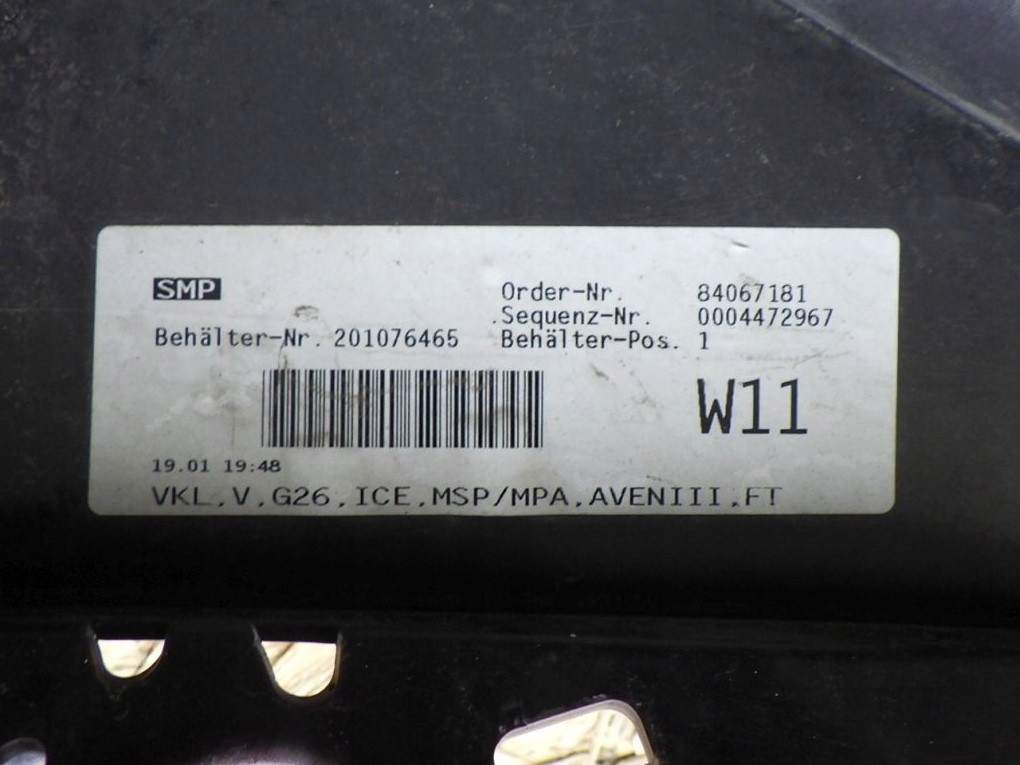 SMP
Order-Nr. 84067181
Sequenz-Nr. 0004472967
Behälter-Nr. 201076465 Behälter-Pos. 1
W11
19.01 19:48
VKL,V,G26,ICE,MSP/MPA,AVENIII,FT